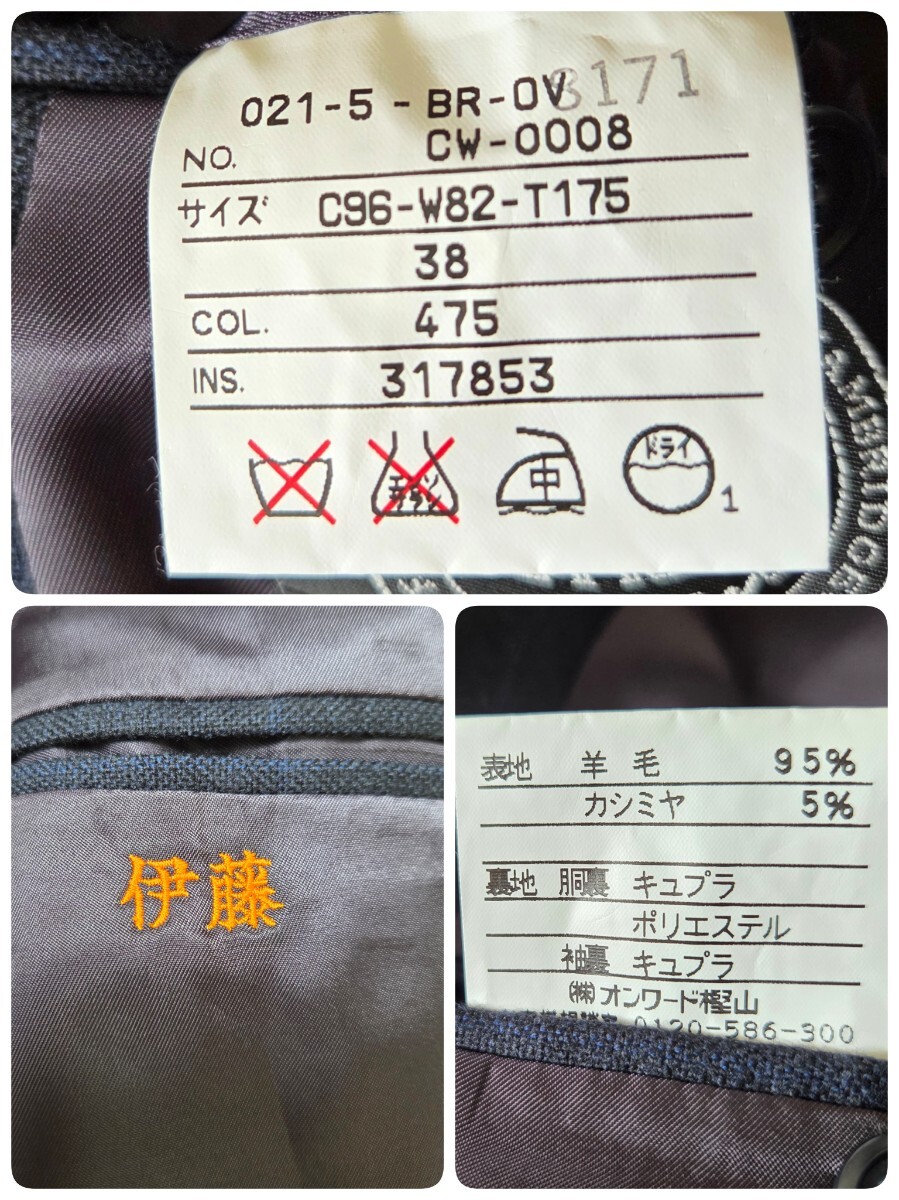 021-5-BR-OV 3171
NO. CW-0008
サイズ C96-W82-T175
38
COL. 475
INS. 317853
エンソ
ドライ
中
1
伊藤
表地 羊毛 95%
カシミヤ 5%
裏地 胴裏 キュプラ
ポリエステル
袖裏 キュプラ
(株)オンワード樫山
0120-586-300